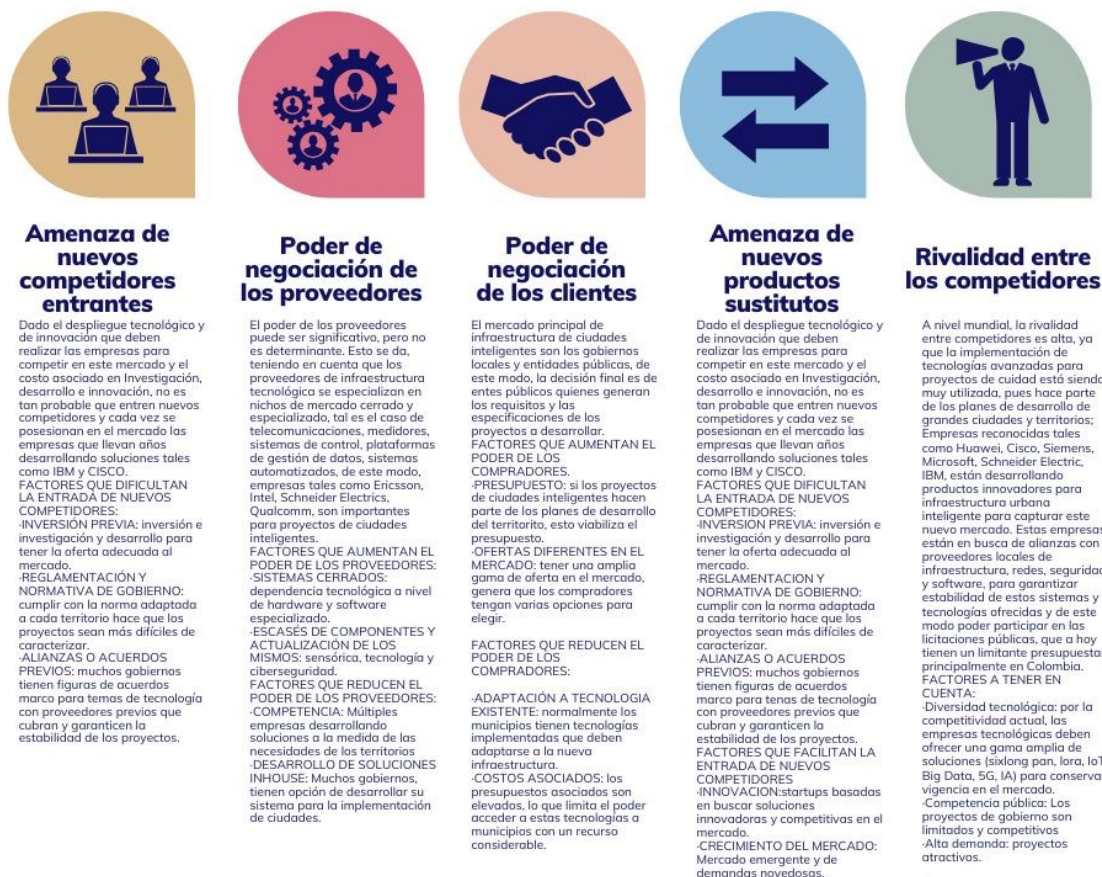 Amenaza de
nuevos
competidores
entrantes
Dado el despliegue tecnológico y
de innovación que deben
realizar las empresas para
competir en este mercado y el
costo asociado en Investigación,
desarrollo e innovación, no es
tan probable que entren nuevos
competidores y cada vez se
posesionan en el mercado las
empresas que llevan años
desarrollando soluciones tales
como IBM y CISCO.
FACTORES QUE DIFICULTAN
LA ENTRADA DE NUEVOS
COMPETIDORES:
·INVERSIÓN PREVIA: inversión e
investigación y desarrollo para
tener la oferta adecuada al
mercado.
·REGLAMENTACIÓN Y
NORMATIVA DE GOBIERNO:
cumplir con la norma adaptada
a cada territorio hace que los
proyectos sean más difíciles de
caracterizar.
·ALIANZAS O ACUERDOS
PREVIOS: muchos gobiernos
tienen figuras de acuerdos
marco para temas de tecnología
con proveedores previos que
cubran y garanticen la
estabilidad de los proyectos.
Poder de
negociación de
los proveedores
El poder de los proveedores
puede ser significativo, pero no
es determinante. Esto se da,
teniendo en cuenta que los
proveedores de infraestructura
tecnológica se especializan en
nichos de mercado cerrado y
especializado, tal es el caso de
telecomunicaciones, medidores,
sistemas de control, plataformas
de gestión de datos, sistemas
automatizados, de este modo,
empresas tales como Ericsson,
Intel, Schneider Electrics,
Qualcomm, son importantes
para proyectos de ciudades
inteligentes.
FACTORES QUE AUMENTAN EL
PODER DE LOS PROVEEDORES:
·SISTEMAS CERRADOS:
dependencia tecnológica a nivel
de hardware y software
especializado.
·ESCASÉS DE COMPONENTES Y
ACTUALIZACIÓN DE LOS
MISMOS: sensórica, tecnología y
ciberseguridad.
FACTORES QUE REDUCEN EL
PODER DE LOS PROVEEDORES:
·COMPETENCIA: Múltiples
empresas desarrollando
soluciones a la medida de las
necesidades de los territorios
·DESARROLLO DE SOLUCIONES
INHOUSE: Muchos gobiernos,
tienen opción de desarrollar su
sistema para la implementación
de ciudades.
Poder de
negociación
de los clientes
El mercado principal de
infraestructura de ciudades
inteligentes son los gobiernos
locales y entidades públicas, de
este modo, la decisión final es de
entes públicos quienes generan
los requisitos y las
especificaciones de los
proyectos a desarrollar.
FACTORES QUE AUMENTAN EL
PODER DE LOS
COMPRADORES.
·PRESUPUESTO: si los proyectos
de ciudades inteligentes hacen
parte de los planes de desarrollo
del territorito, esto viabiliza el
presupuesto.
·OFERTAS DIFERENTES EN EL
MERCADO: tener una amplia
gama de oferta en el mercado,
genera que los compradores
tengan varias opciones para
elegir.
FACTORES QUE REDUCEN EL
PODER DE LOS
COMPRADORES:
·ADAPTACIÓN A TECNOLOGIA
EXISTENTE: normalmente los
municipios tienen tecnologías
implementadas que deben
adaptarse a la nueva
infraestructura.
·COSTOS ASOCIADOS: los
presupuestos asociados son
elevados, lo que limita el poder
acceder a estas tecnologías a
municipios con un recurso
considerable.
Amenaza de
nuevos
productos
sustitutos
Dado el despliegue tecnológico y
de innovación que deben
realizar las empresas para
competir en este mercado y el
costo asociado en Investigación,
desarrollo e innovación, no es
tan probable que entren nuevos
competidores y cada vez se
posesionan en el mercado las
empresas que llevan años
desarrollando soluciones tales
como IBM y CISCO.
FACTORES QUE DIFICULTAN
LA ENTRADA DE NUEVOS
COMPETIDORES:
·INVERSION PREVIA: inversión e
investigación y desarrollo para
tener la oferta adecuada al
mercado.
·REGLAMENTACION Y
NORMATIVA DE GOBIERNO:
cumplir con la norma adaptada
a cada territorio hace que los
proyectos sean más difíciles de
caracterizar.
·ALIANZAS O ACUERDOS
PREVIOS: muchos gobiernos
tienen figuras de acuerdos
marco para tenas de tecnología
con proveedores previos que
cubran y garanticen la
estabilidad de los proyectos.
FACTORES QUE FACILITAN LA
ENTRADA DE NUEVOS
COMPETIDORES
·INNOVACION:startups basadas
en buscar soluciones
innovadoras y competitivas en el
mercado.
·CRECIMIENTO DEL MERCADO:
Mercado emergente y de
demandas novedosas.
Rivalidad entre
los competidores
A nivel mundial, la rivalidad
entre competidores es alta, ya
que la implementación de
tecnologías avanzadas para
proyectos de cuidad está siendo
muy utilizada, pues hace parte
de los planes de desarrollo de
grandes ciudades y territorios;
Empresas reconocidas tales
como Huawei, Cisco, Siemens,
Microsoft, Schneider Electric,
IBM, están desarrollando
productos innovadores para
infraestructura urbana
inteligente para capturar este
nuevo mercado. Estas empresas
están en busca de alianzas con
proveedores locales de
infraestructura, redes, seguridad
y software, para garantizar
estabilidad de estos sistemas y
tecnologías ofrecidas y de este
modo poder participar en las
licitaciones públicas, que a hoy
tienen un limitante presupuestal
principalmente en Colombia.
FACTORES A TENER EN
CUENTA:
·Diversidad tecnológica: por la
competitividad actual, las
empresas tecnológicas deben
ofrecer una gama amplia de
soluciones (sixlong pan, lora, IoT
Big Data, 5G, IA) para conserva
vigencia en el mercado.
·Competencia pública: Los
proyectos de gobierno son
limitados y competitivos
·Alta demanda: proyectos
atractivos.